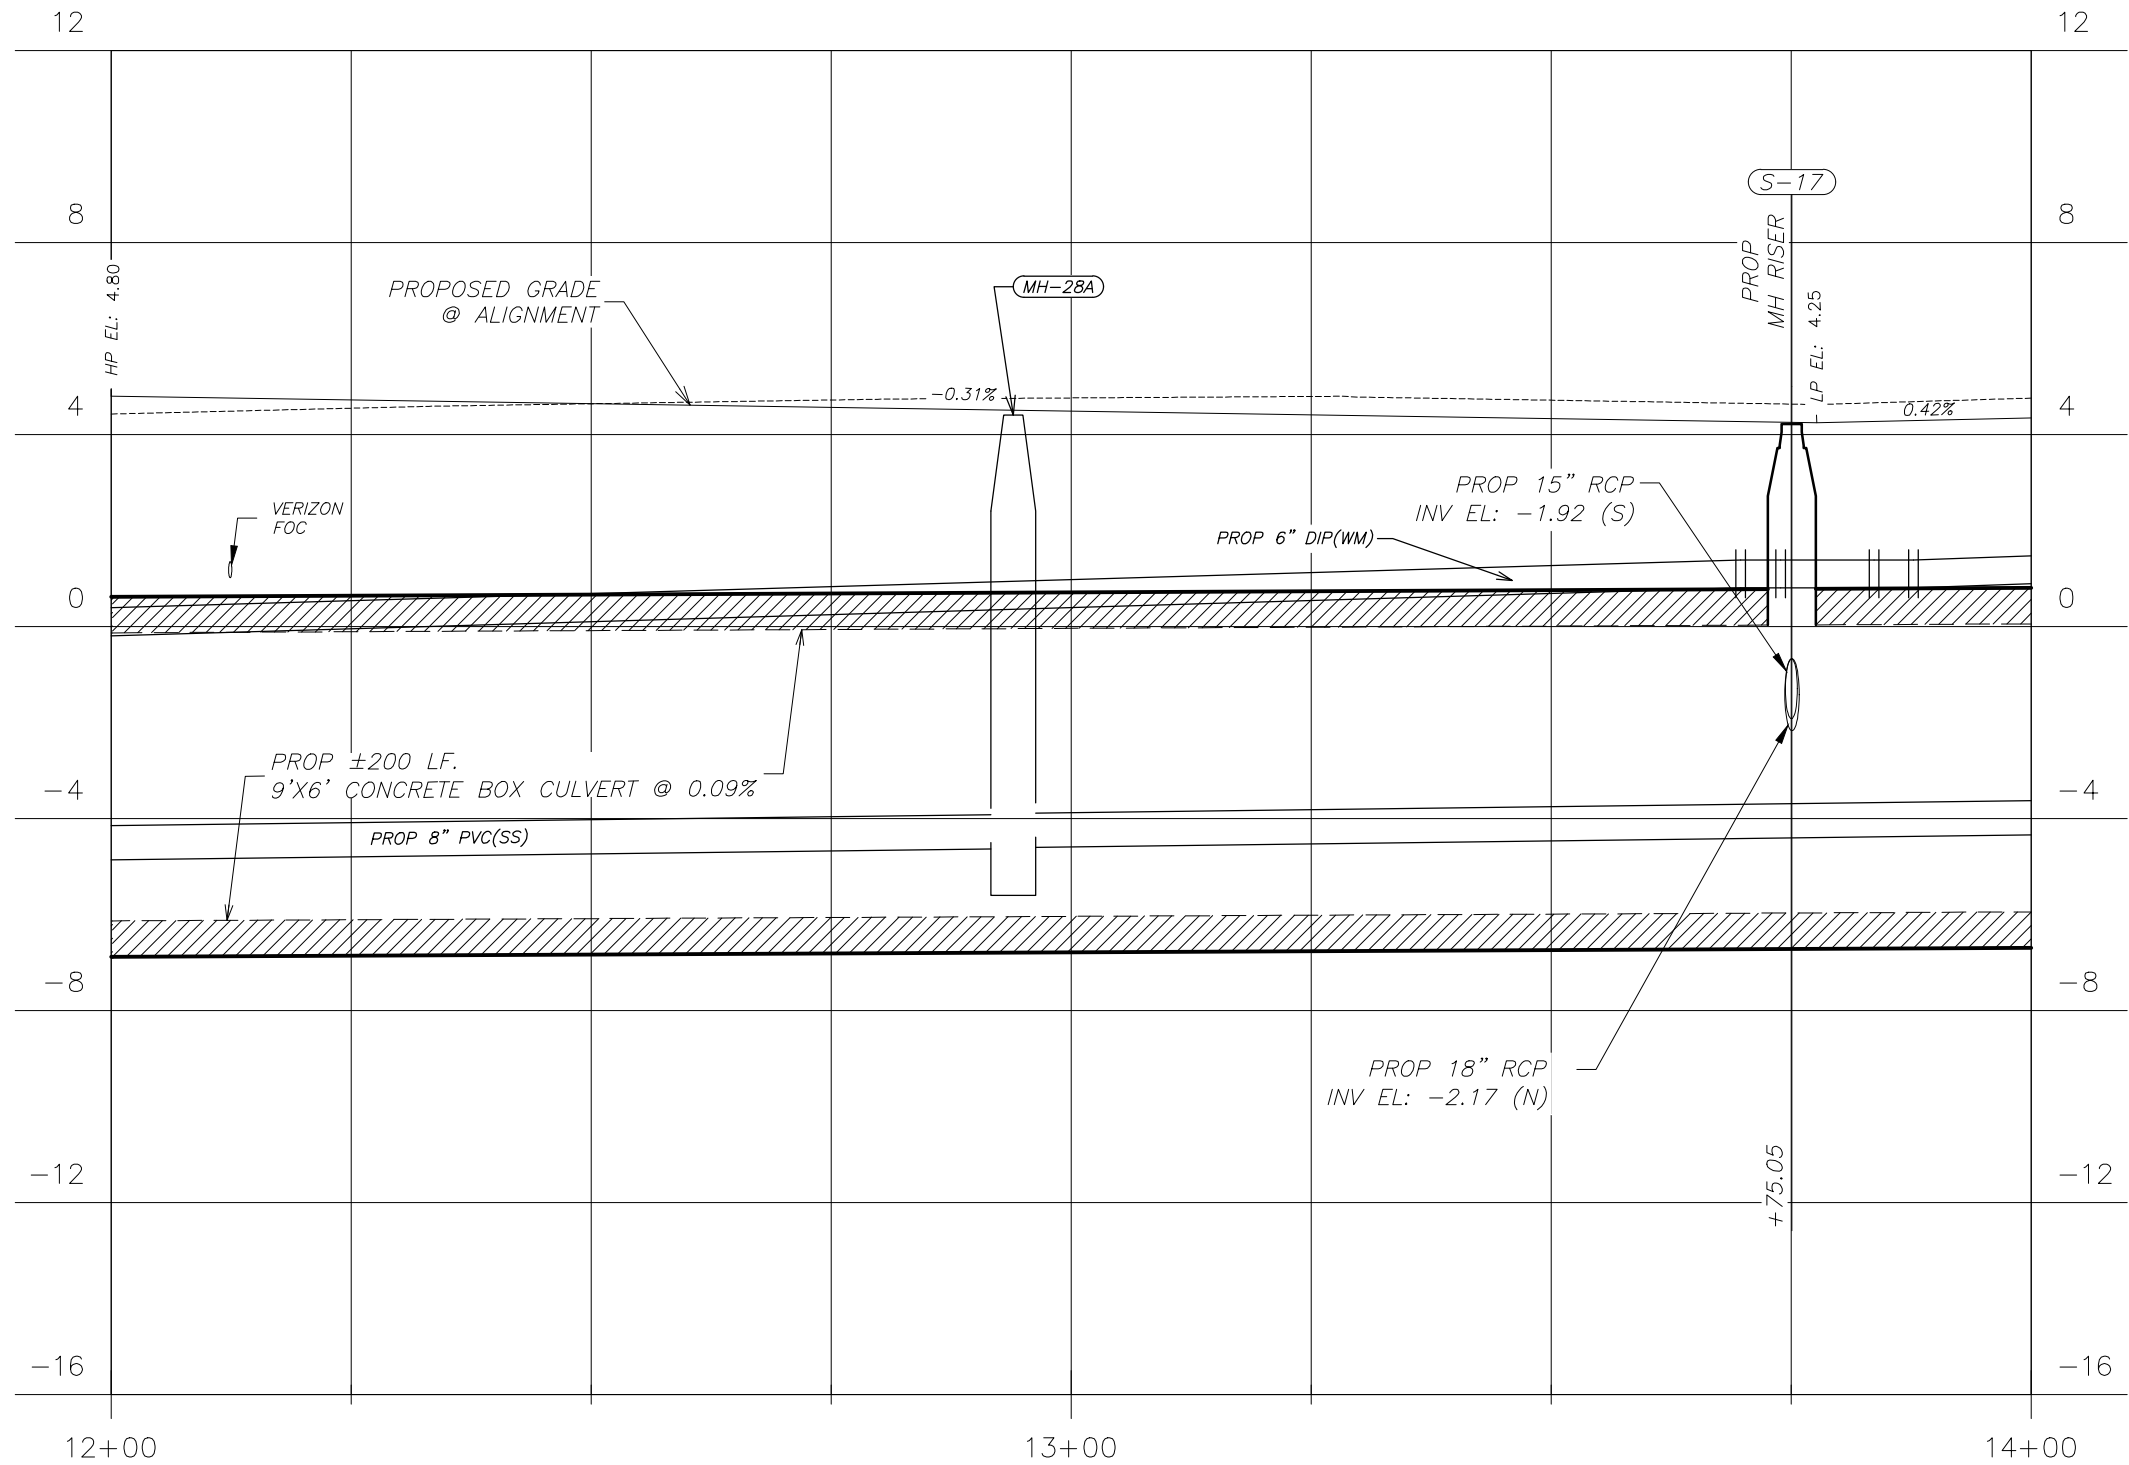 12
12
S-17
8
8
PROP
MH RISER
HP EL: 4.80
PROPOSED GRADE
@ ALIGNMENT
MH-28A
LP EL: 4.25
-0.31%
4
4
0.42%
PROP 15" RCP
INV EL: -1.92 (S)
VERIZON
FOC
PROP 6" DIP(WM)
0
0
PROP ±200 LF.
9'X6' CONCRETE BOX CULVERT @ 0.09%
-4
-4
PROP 8" PVC(SS)
-8
-8
PROP 18" RCP
INV EL: -2.17 (N)
-12
-12
+75.05
-16
-16
12+00
13+00
14+00